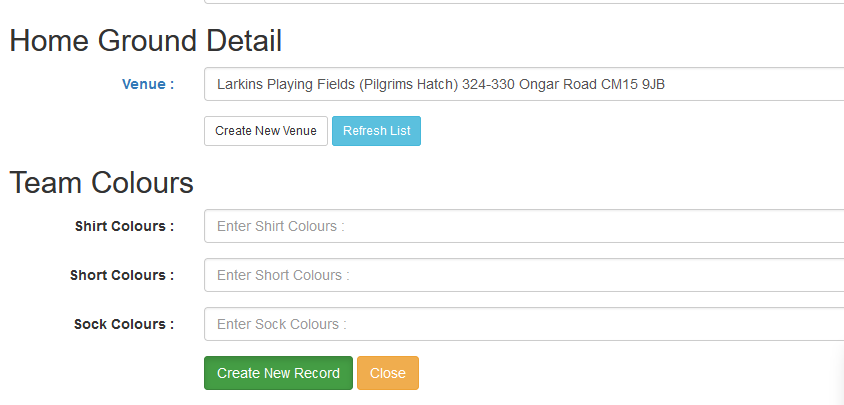 Home Ground Detail
Venue : Larkins Playing Fields (Pilgrims Hatch) 324-330 Ongar Road CM15 9JB
Create New Venue Refresh List
Team Colours
Shirt Colours : Enter Shirt Colours :
Short Colours : Enter Short Colours :
Sock Colours : Enter Sock Colours :
Create New Record Close